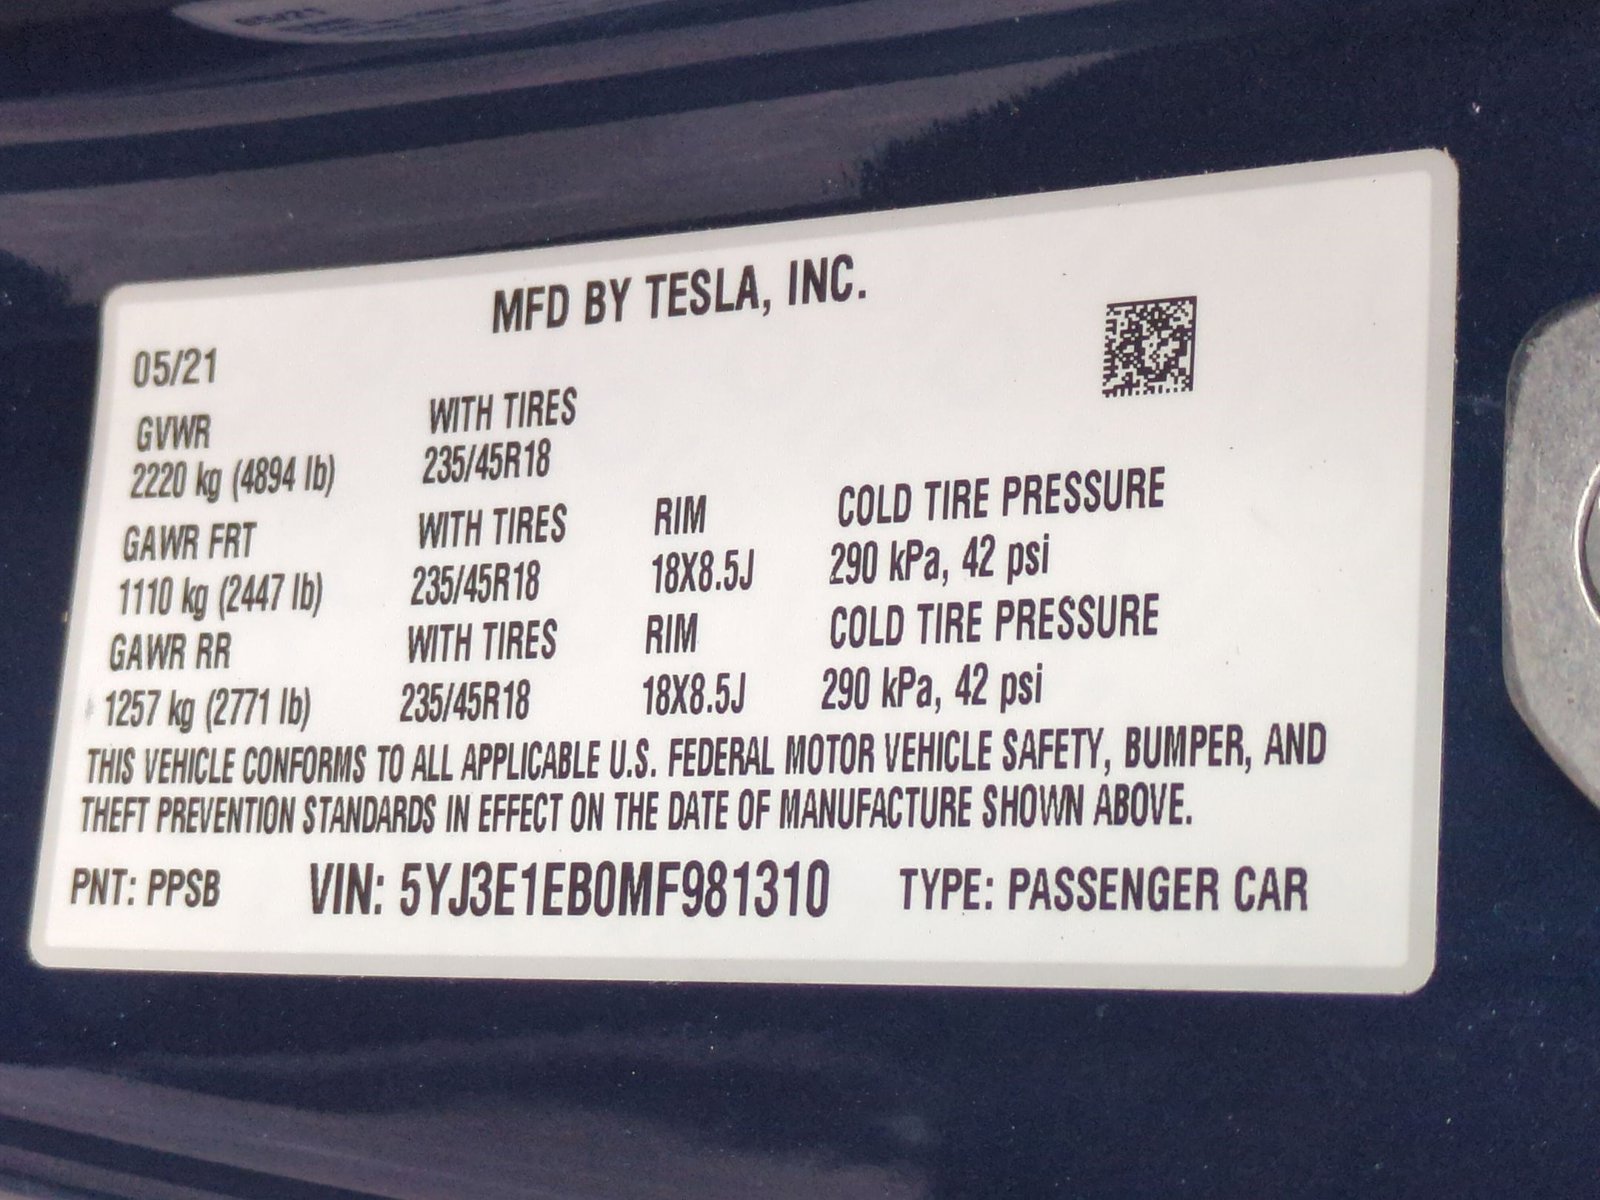 MFD BY TESLA, INC.
05/21
GVWR WITH TIRES
2220 kg (4894 lb) 235/45R18
GAWR FRT WITH TIRES RIM COLD TIRE PRESSURE
1110 kg (2447 lb) 235/45R18 18X8.5J 290 kPa, 42 psi
GAWR RR WITH TIRES RIM COLD TIRE PRESSURE
1257 kg (2771 lb) 235/45R18 18X8.5J 290 kPa, 42 psi
THIS VEHICLE CONFORMS TO ALL APPLICABLE U.S. FEDERAL MOTOR VEHICLE SAFETY, BUMPER, AND
THEFT PREVENTION STANDARDS IN EFFECT ON THE DATE OF MANUFACTURE SHOWN ABOVE.
PNT: PPSB VIN: 5YJ3E1EB0MF981310 TYPE: PASSENGER CAR